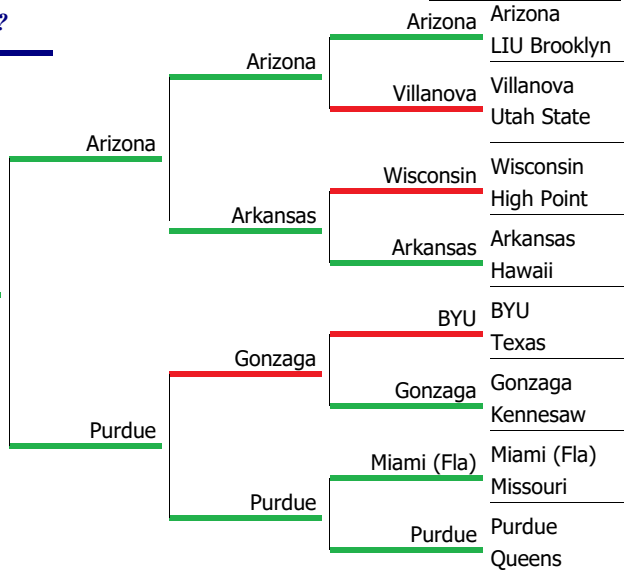 ?
Arizona
Arizona
LIU Brooklyn
Arizona
Villanova
Villanova
Utah State
Arizona
Wisconsin
Wisconsin
High Point
Arkansas
Arkansas
Arkansas
Hawaii
BYU
BYU
Texas
Gonzaga
Gonzaga
Gonzaga
Kennesaw
Purdue
Miami (Fla)
Miami (Fla)
Missouri
Purdue
Purdue
Purdue
Queens